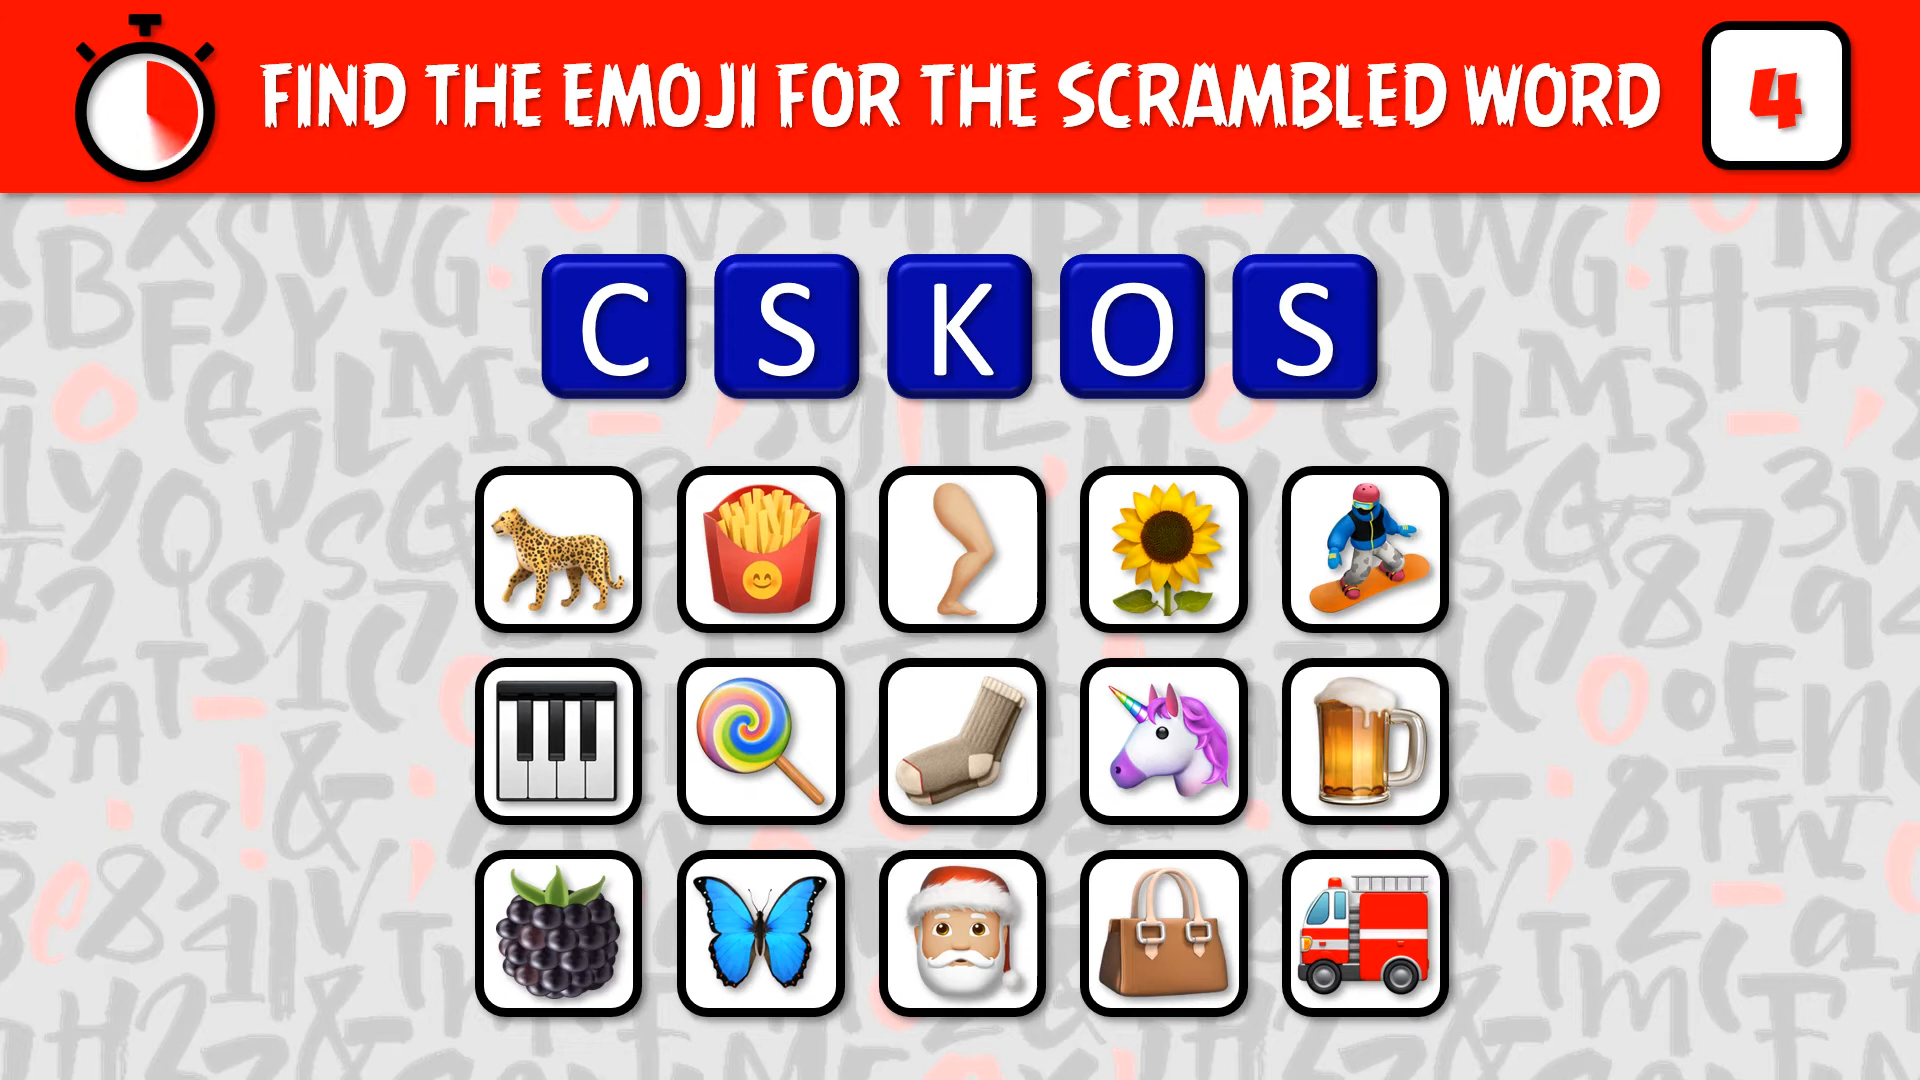 FIND THE EMOJI FOR THE SCRAMBLED WORD
4
C S K O S